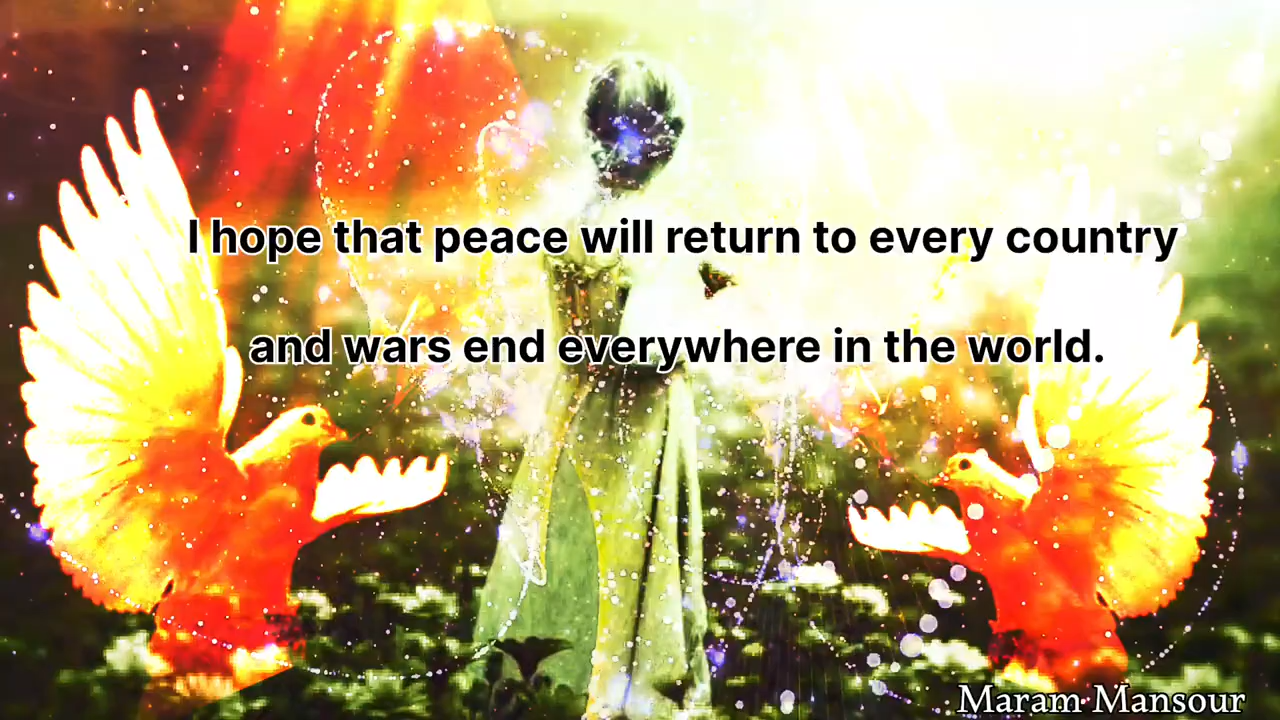 I hope that peace will return to every country
and wars end everywhere in the world.
Maram Mansour